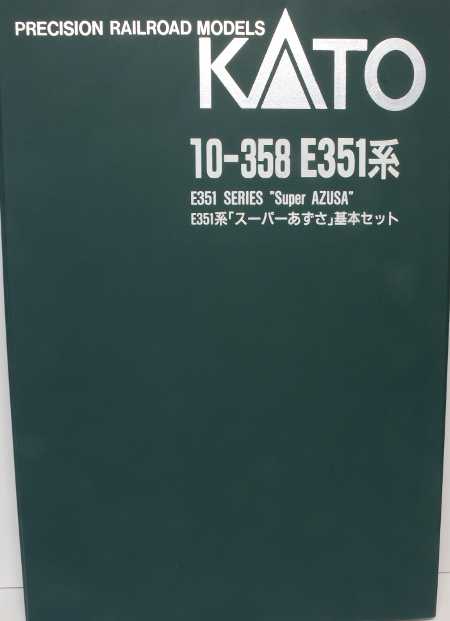 PRECISION RAILROAD MODELS
KATO
10-358 E351系
E351 SERIES "Super AZUSA"
E351系「スーパーあずさ」基本セット